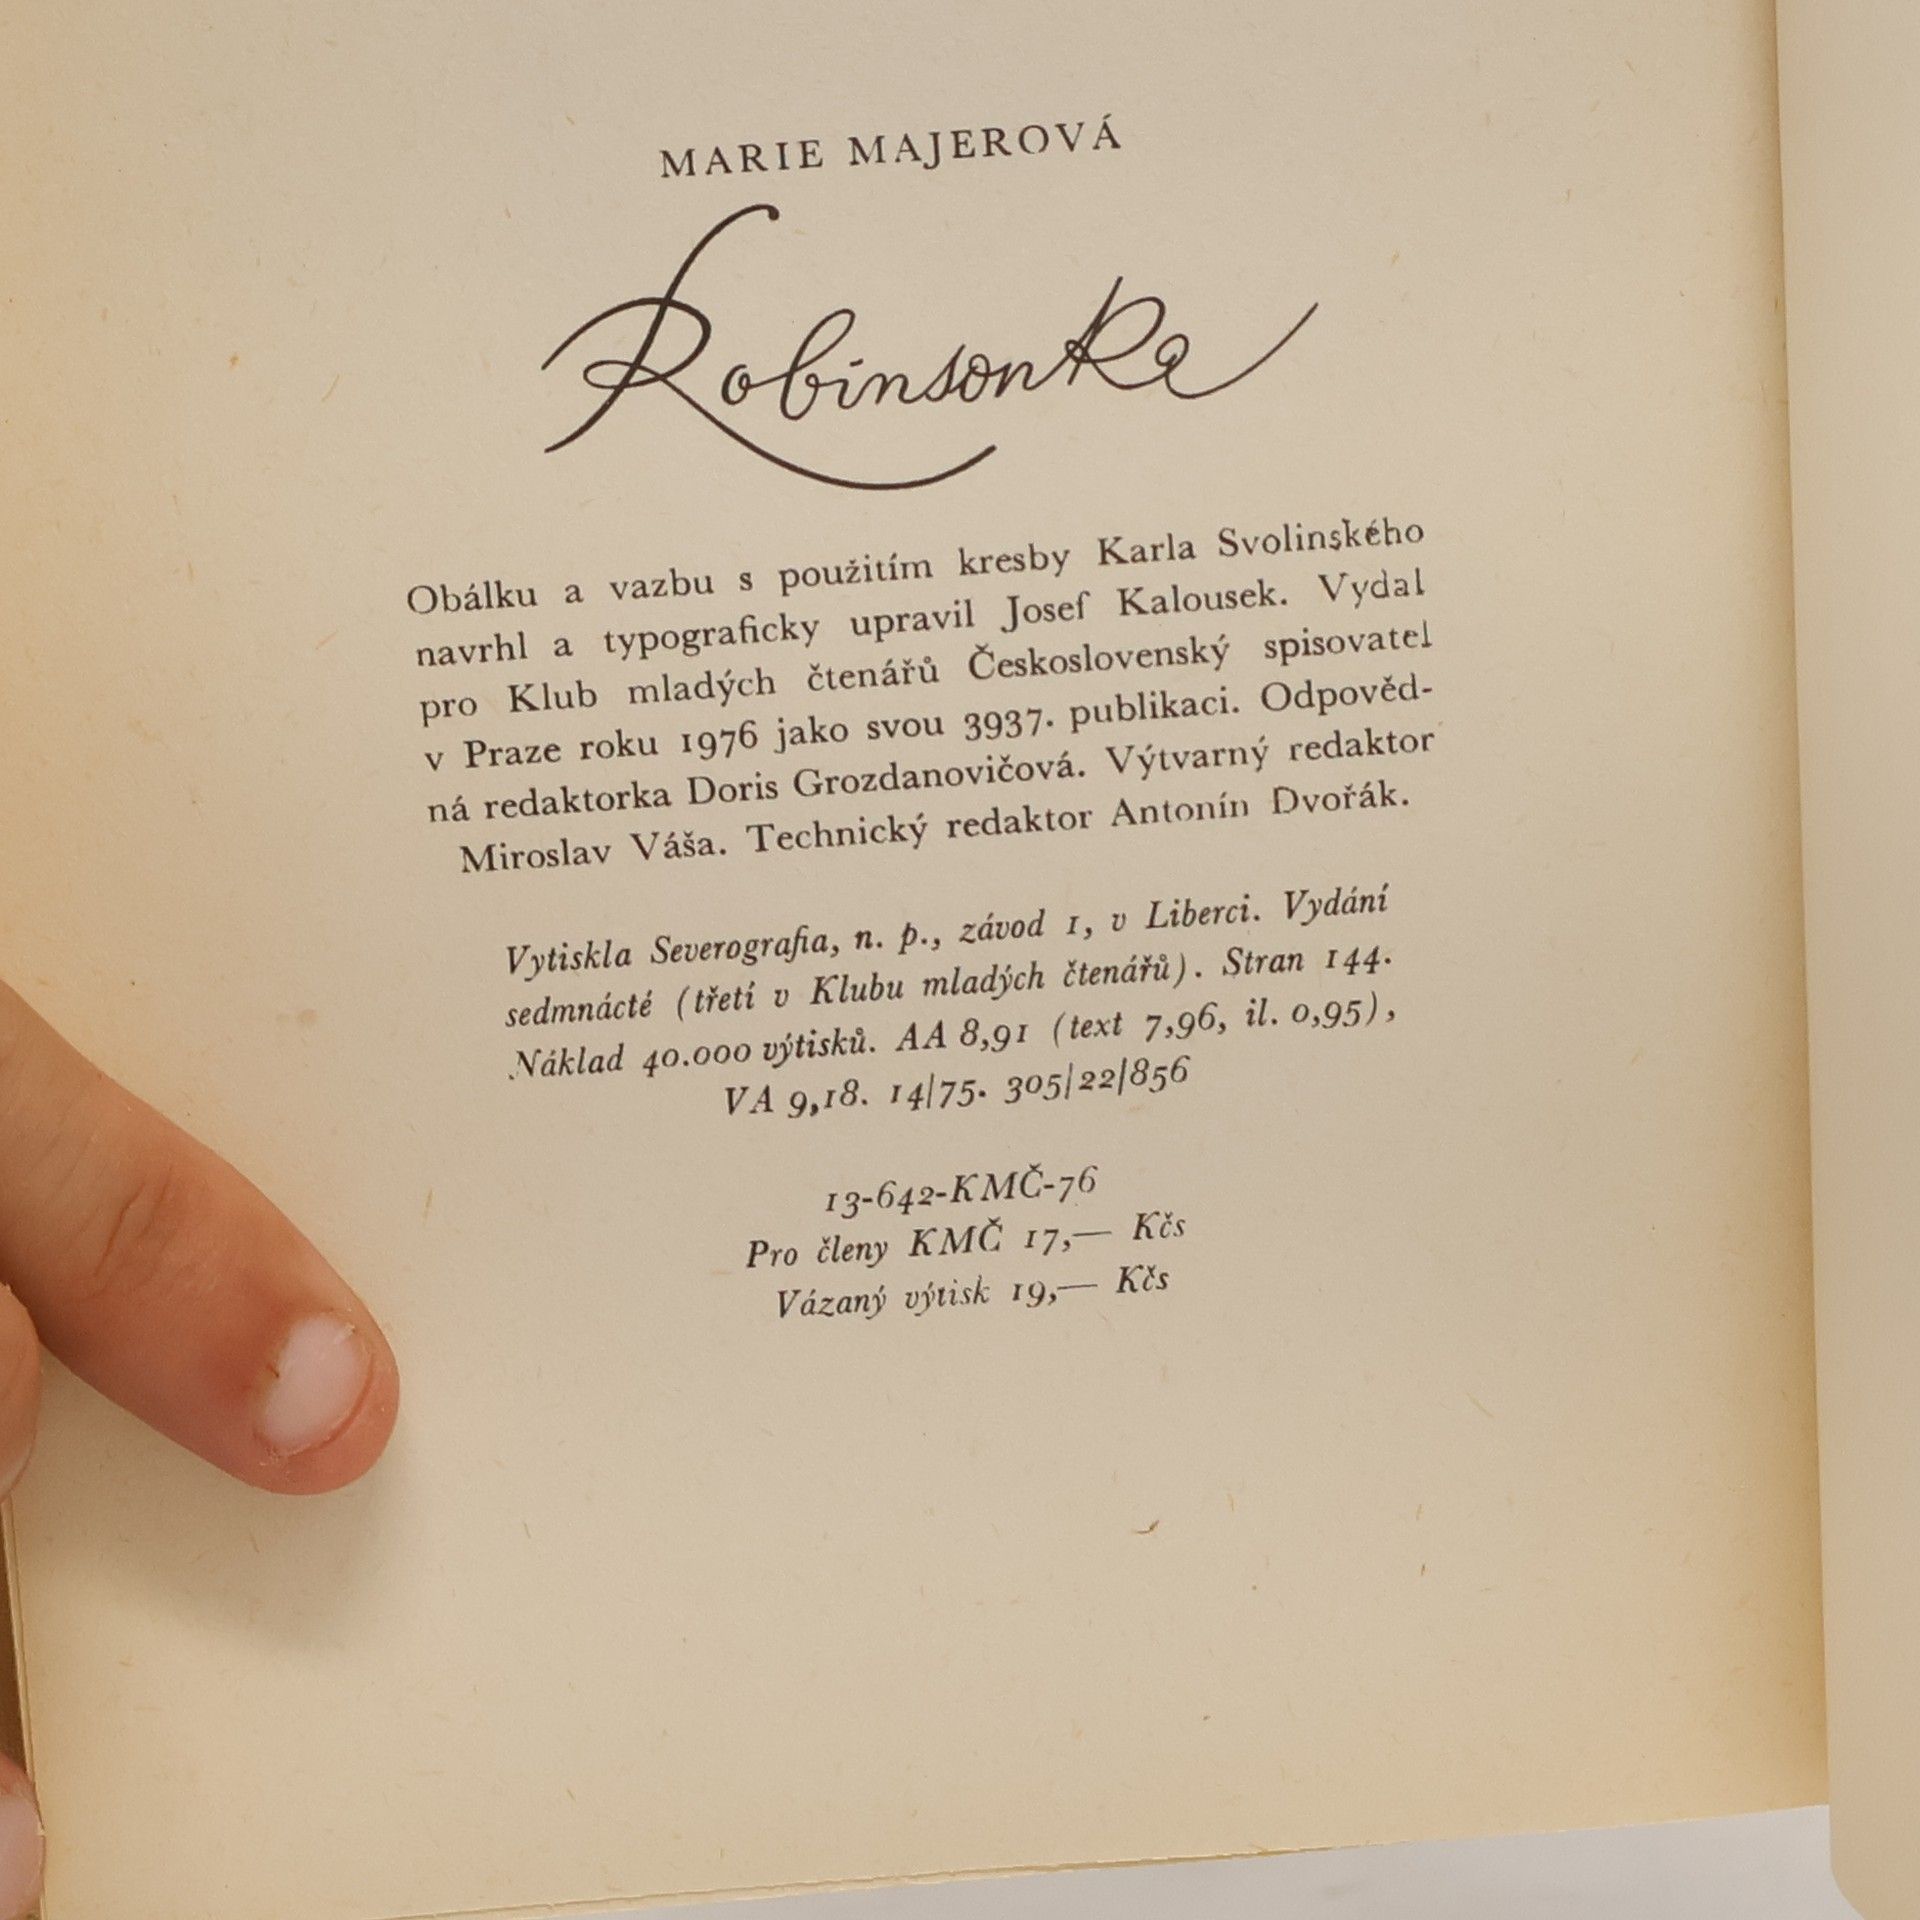 MARIE MAJEROVÁ
Robinsonka
Obálku a vazbu s použitím kresby Karla Svolinského
navrhl a typograficky upravil Josef Kalousek. Vydal
pro Klub mladých čtenářů Československý spisovatel
v Praze roku 1976 jako svou 3937. publikaci. Odpověd-
ná redaktorka Doris Grozdanovičová. Výtvarný redaktor
Miroslav Váša. Technický redaktor Antonín Dvořák.
Vytiskla Severografia, n. p., závod 1, v Liberci. Vydání
sedmnácté (třetí v Klubu mladých čtenářů). Stran 144.
Náklad 40.000 výtisků. AA 8,91 (text 7,96, il. 0,95),
VA 9,18. 14/75. 305/22/856
13-642-KMČ-76
Pro členy KMČ 17,— Kčs
Vázaný výtisk 19,— Kčs